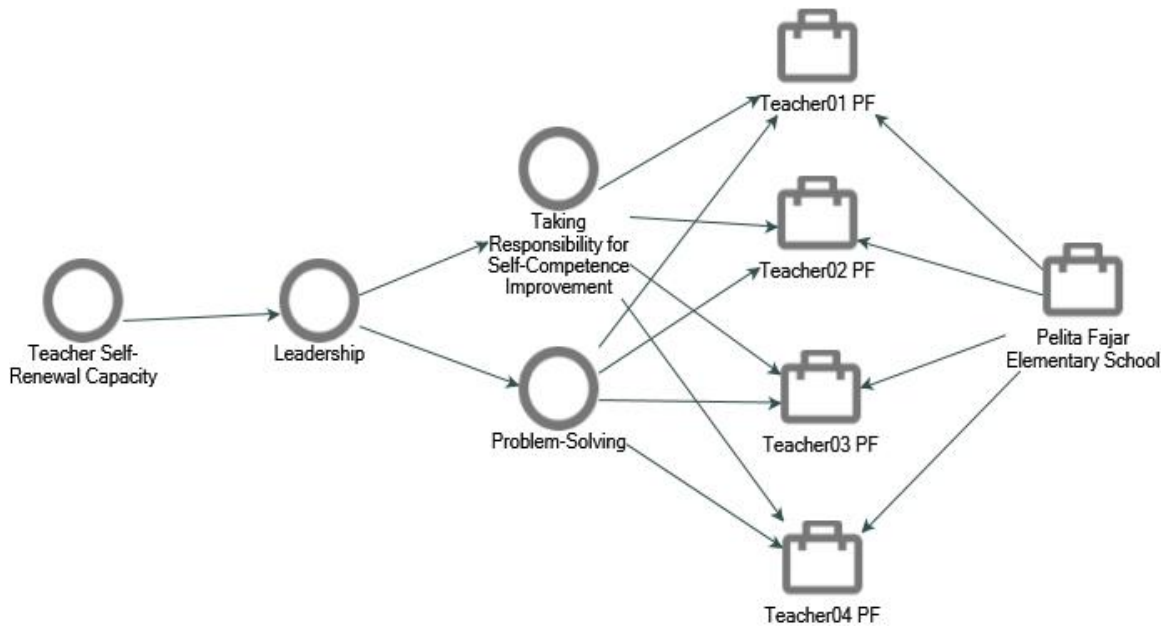 Teacher Self-
Renewal Capacity
Leadership
Taking
Responsibility for
Self-Competence
Improvement
Problem-Solving
Teacher01 PF
Teacher02 PF
Teacher03 PF
Teacher04 PF
Pelita Fajar
Elementary School